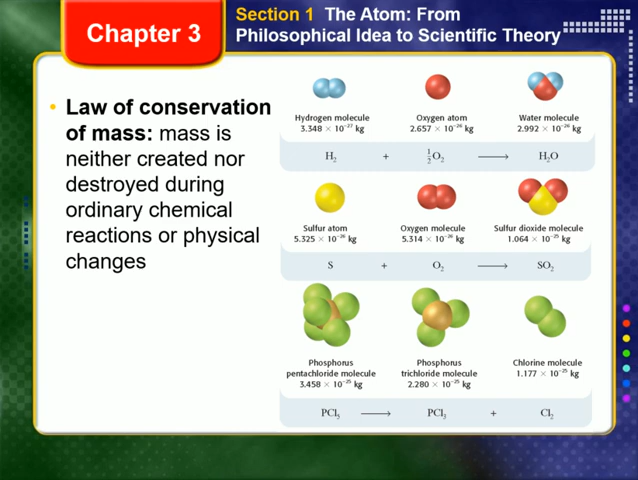 Chapter 3
Section 1 The Atom: From
Philosophical Idea to Scientific Theory
• Law of conservation
of mass: mass is
neither created nor
destroyed during
ordinary chemical
reactions or physical
changes
Hydrogen molecule
3.348 × 10⁻²⁷ kg
Oxygen atom
2.657 × 10⁻²⁶ kg
Water molecule
2.992 × 10⁻²⁶ kg
H₂ + ½O₂ ⟶ H₂O
Sulfur atom
5.325 × 10⁻²⁶ kg
Oxygen molecule
5.314 × 10⁻²⁶ kg
Sulfur dioxide molecule
1.064 × 10⁻²⁵ kg
S + O₂ ⟶ SO₂
Phosphorus
pentachloride molecule
3.458 × 10⁻²⁵ kg
Phosphorus
trichloride molecule
2.280 × 10⁻²⁵ kg
Chlorine molecule
1.177 × 10⁻²⁵ kg
PCl₅ ⟶ PCl₃ + Cl₂